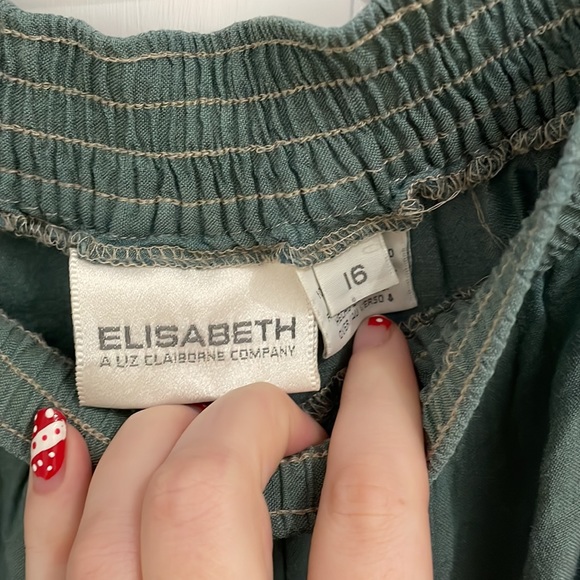 ELISABETH
A LIZ CLAIBORNE COMPANY
16